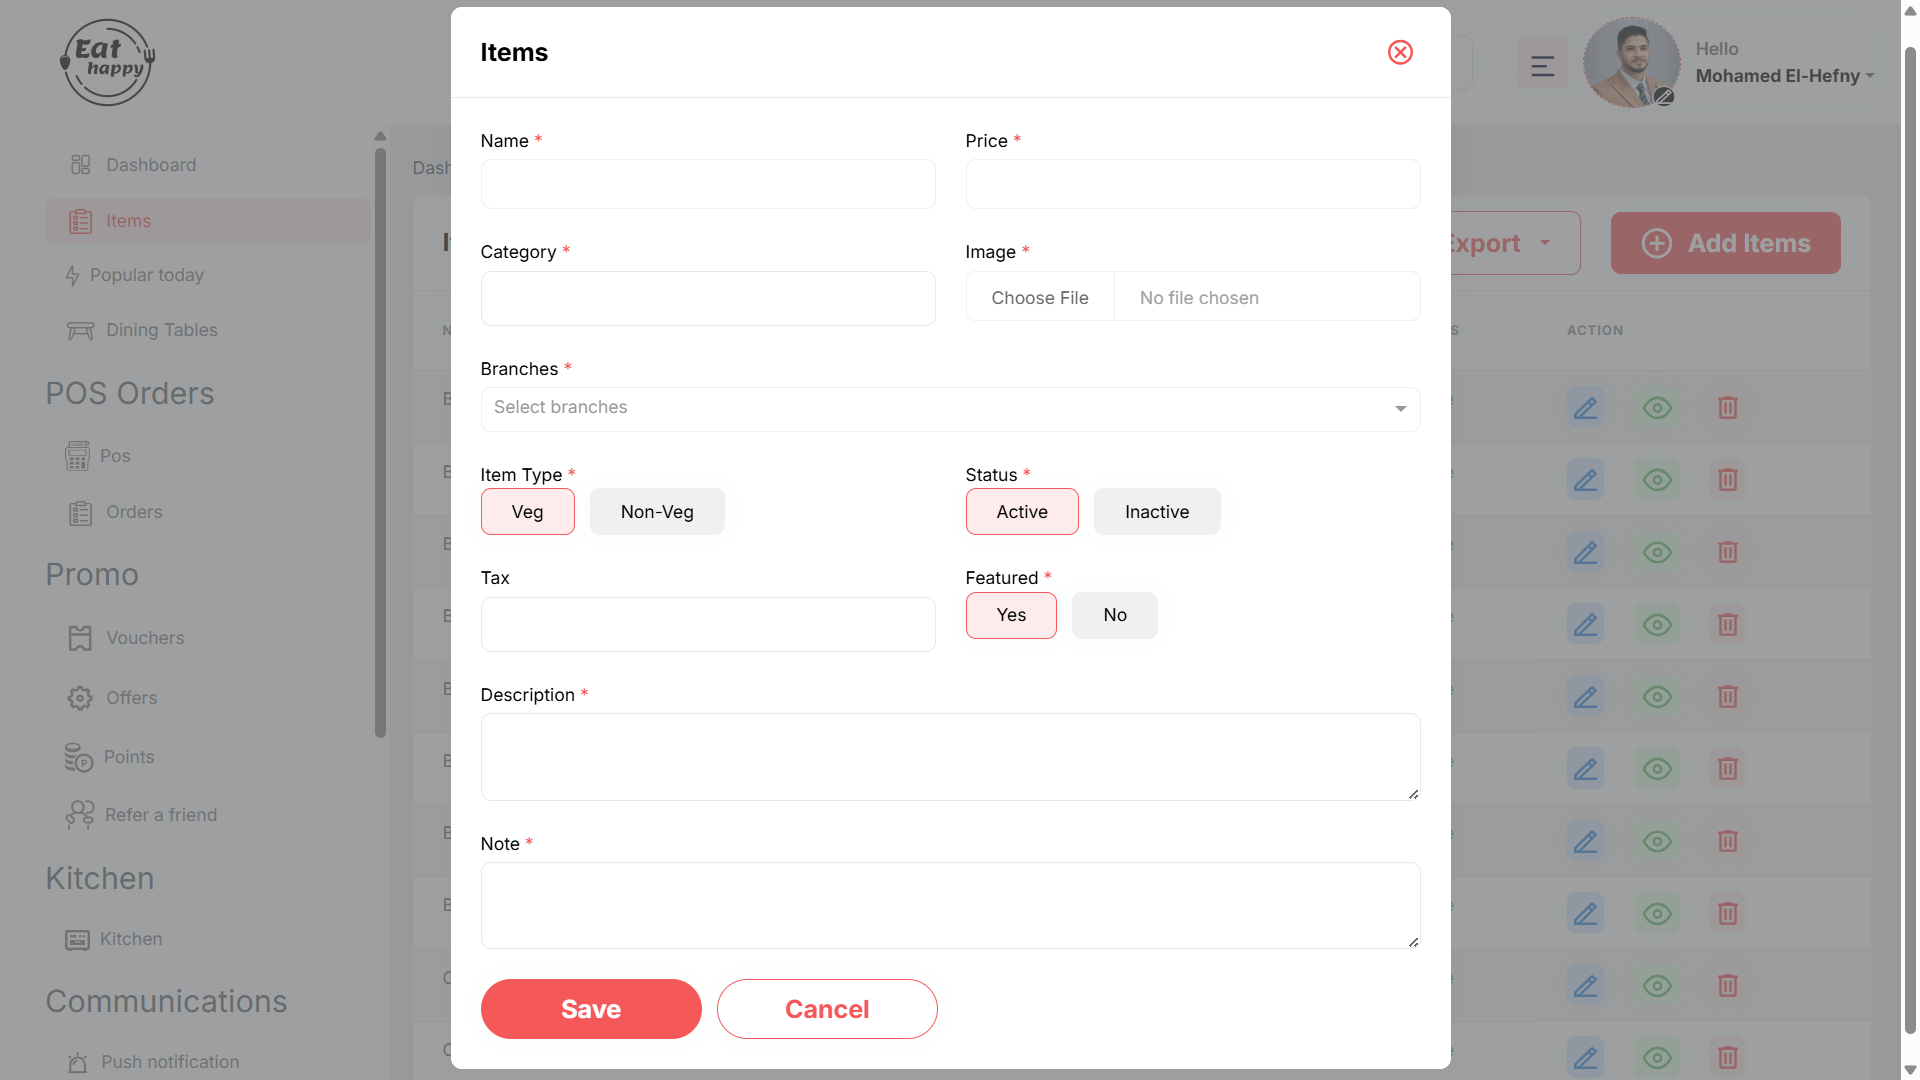 Eat
happy
Items
Hello
Mohamed El-Hefny
Dashboard
Items
Popular today
Dining Tables
POS Orders
Pos
Orders
Promo
Vouchers
Offers
Points
Refer a friend
Kitchen
Kitchen
Communications
Push notification
Name *
Price *
Category *
Image *
Choose File
No file chosen
Branches *
Select branches
Item Type *
Veg
Non-Veg
Status *
Active
Inactive
Tax
Featured *
Yes
No
Description *
Note *
Save
Cancel
Export
Add Items
ACTION